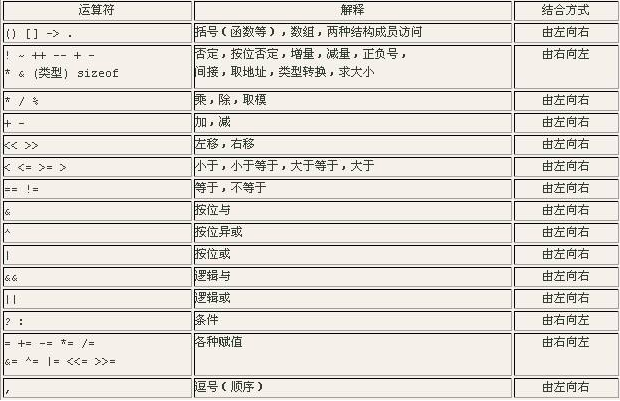 运算符 解释 结合方式
() [] -> . 括号(函数等),数组,两种结构成员访问 由左向右
! ~ ++ -- + - 否定,按位否定,增量,减量,正负号, 由右向左
* & (类型) sizeof 间接,取地址,类型转换,求大小
* / % 乘,除,取模 由左向右
+ - 加,减 由左向右
<< >> 左移,右移 由左向右
< <= >= > 小于,小于等于,大于等于,大于 由左向右
== != 等于,不等于 由左向右
& 按位与 由左向右
^ 按位异或 由左向右
| 按位或 由左向右
&& 逻辑与 由左向右
|| 逻辑或 由左向右
? : 条件 由右向左
= += -= *= /= 各种赋值 由右向左
&= ^= |= <<= >>=
, 逗号(顺序) 由左向右